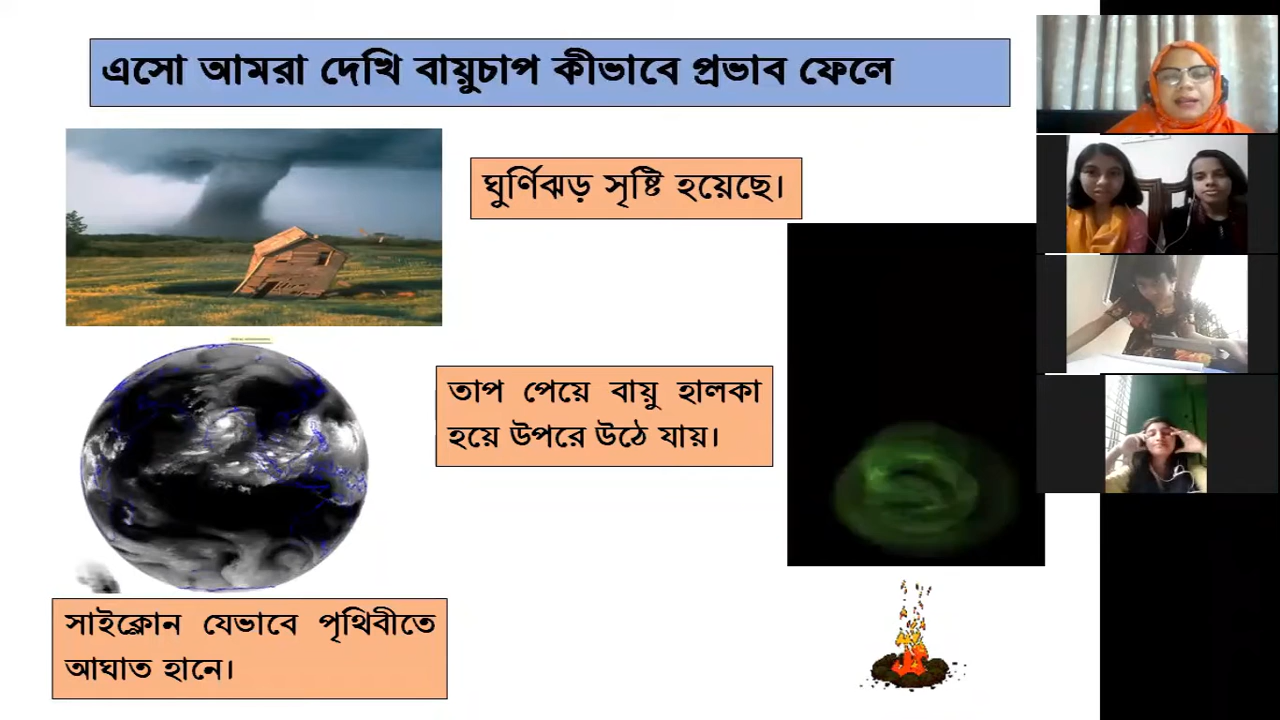 এসো আমরা দেখি বায়ুচাপ কীভাবে প্রভাব ফেলে
ঘুর্ণিঝড় সৃষ্টি হয়েছে।
তাপ পেয়ে বায়ু হালকা
হয়ে উপরে উঠে যায়।
সাইক্লোন যেভাবে পৃথিবীতে
আঘাত হানে।